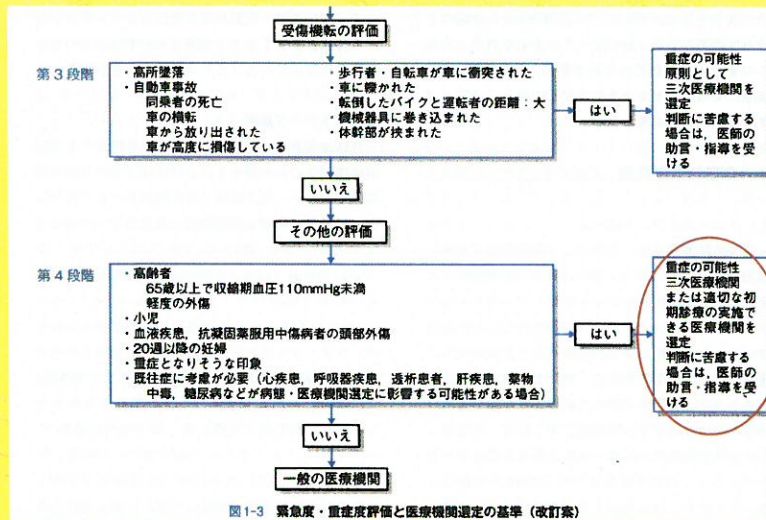 受傷機転の評価
第3段階
・高所墜落
・自動車事故
同乗者の死亡
車の横転
車から放り出された
車が高度に損傷している
・歩行者・自転車が車に衝突された
・車に轢かれた
・転倒したバイクと運転者の距離：大
・機械器具に巻き込まれた
・体幹部が挟まれた
はい
重症の可能性
原則として
三次医療機関を
選定
判断に苦慮する
場合は，医師の
助言・指導を受
ける
いいえ
その他の評価
第4段階
・高齢者
65歳以上で収縮期血圧110mmHg未満
軽度の外傷
・小児
・血液疾患，抗凝固薬服用中傷病者の頭部外傷
・20週以降の妊婦
・重症となりそうな印象
・既往症に考慮が必要（心疾患，呼吸器疾患，透析患者，肝疾患，薬物
中毒，糖尿病などが病態・医療機関選定に影響する可能性がある場合）
はい
重症の可能性
三次医療機関
または適切な初
期診療の実施で
きる医療機関を
選定
判断に苦慮する
場合は，医師の
助言・指導を受
ける
いいえ
一般の医療機関
図1-3 緊急度・重症度評価と医療機関選定の基準（改訂案）